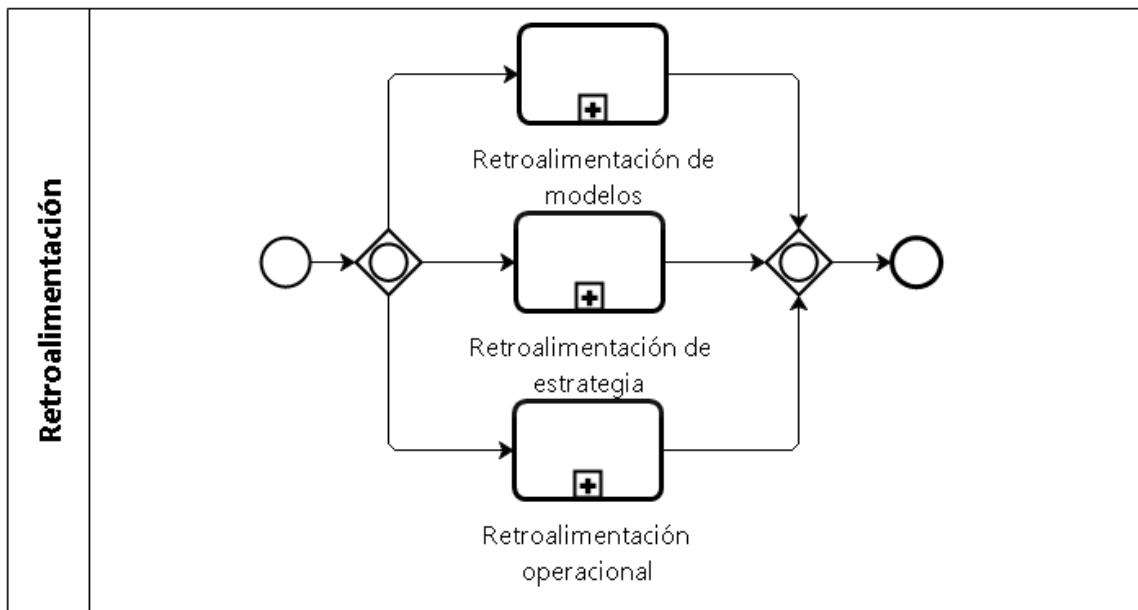 Retroalimentación
Retroalimentación de
modelos
Retroalimentación de
estrategia
Retroalimentación
operacional